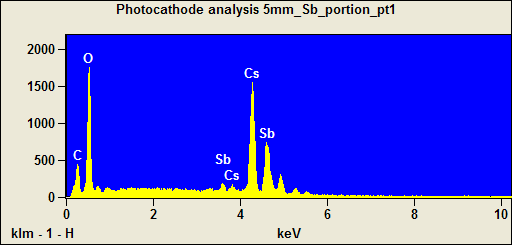 Photocathode analysis 5mm_Sb_portion_pt1
2000
O
Cs
1500
1000
Sb
500
C
Sb
Cs
0
0
2
4
6
8
10
klm - 1 - H
keV